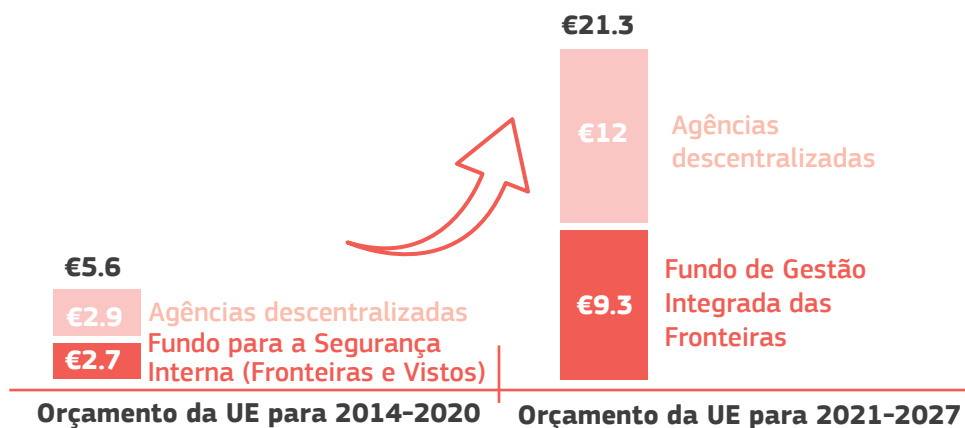 €21.3
€12
Agências
descentralizadas
€9.3
Fundo de Gestão
Integrada das
Fronteiras
€5.6
€2.9
Agências descentralizadas
€2.7
Fundo para a Segurança
Interna (Fronteiras e Vistos)
Orçamento da UE para 2014-2020
Orçamento da UE para 2021-2027